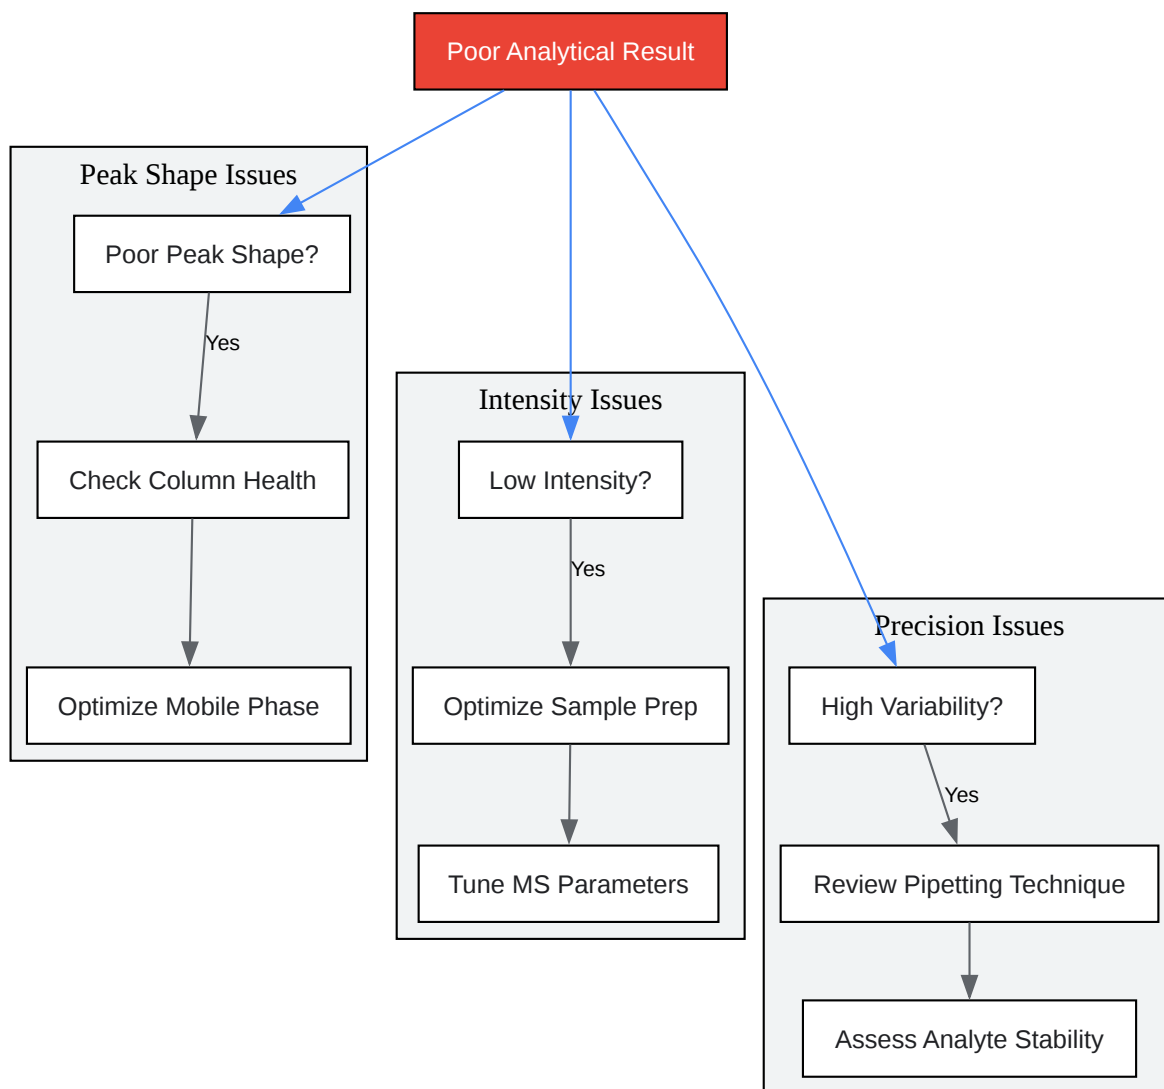 Poor Analytical Result
Peak Shape Issues
Poor Peak Shape?
Yes
Check Column Health
Optimize Mobile Phase
Intensity Issues
Low Intensity?
Yes
Optimize Sample Prep
Tune MS Parameters
Precision Issues
High Variability?
Yes
Review Pipetting Technique
Assess Analyte Stability